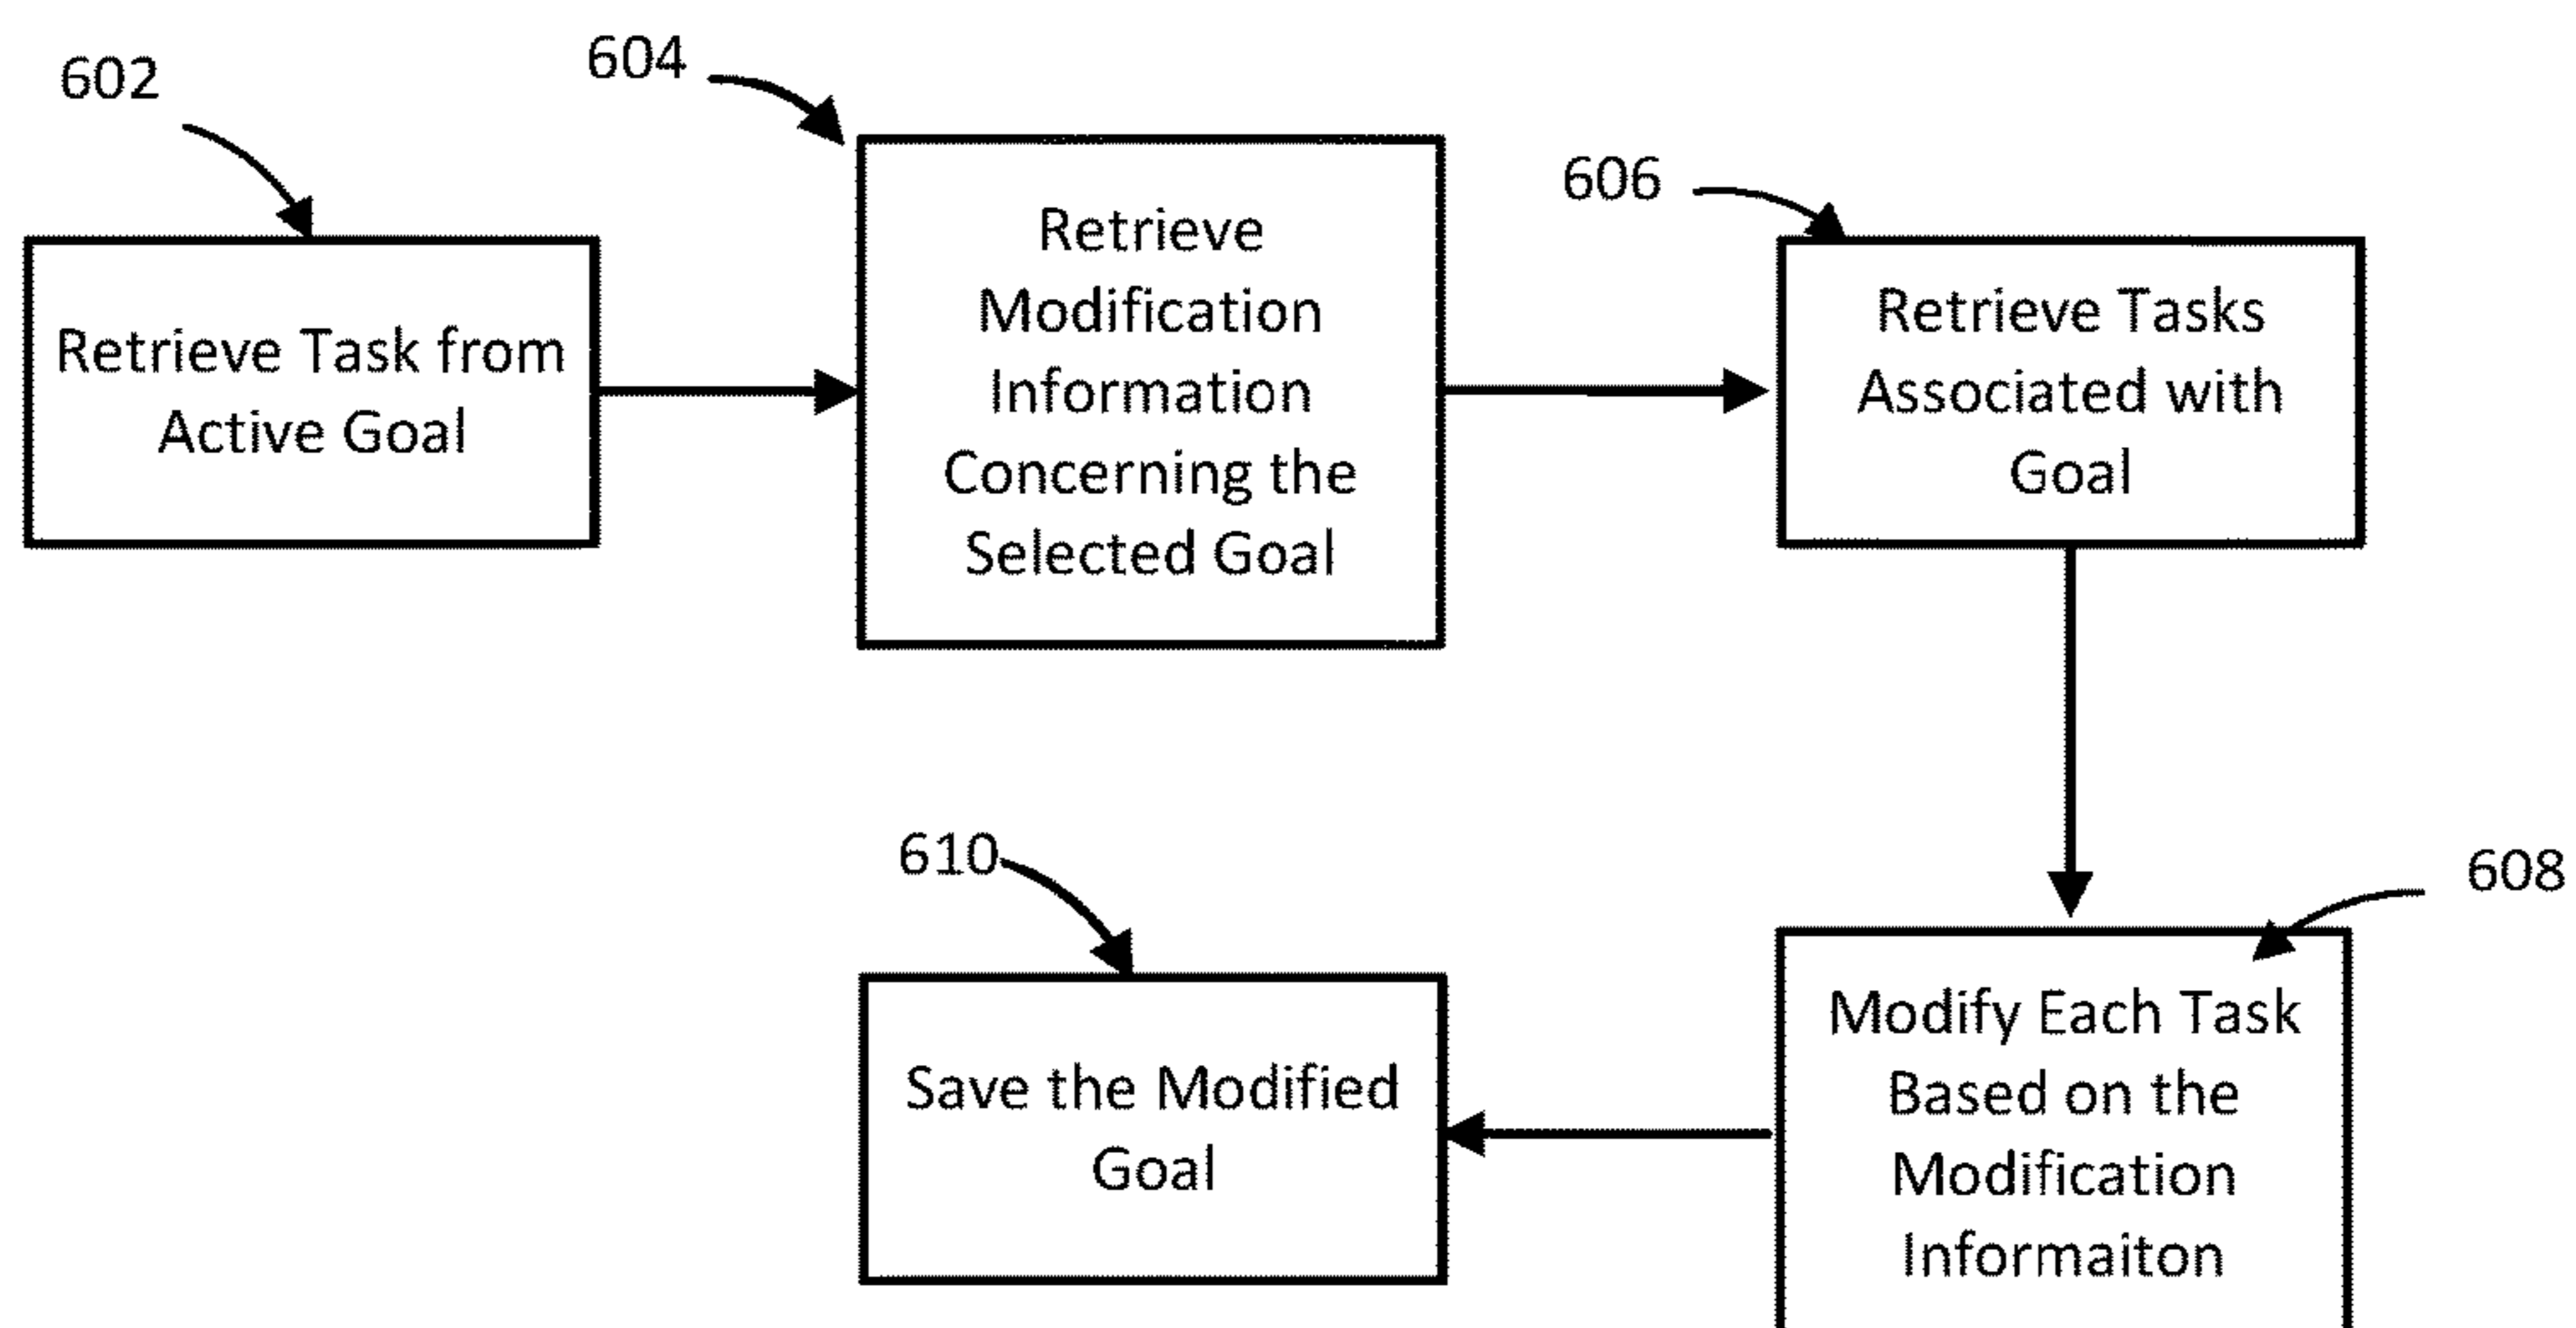 602
Retrieve Task from
Active Goal
604
Retrieve
Modification
Information
Concerning the
Selected Goal
606
Retrieve Tasks
Associated with
Goal
608
Modify Each Task
Based on the
Modification
Informaiton
610
Save the Modified
Goal